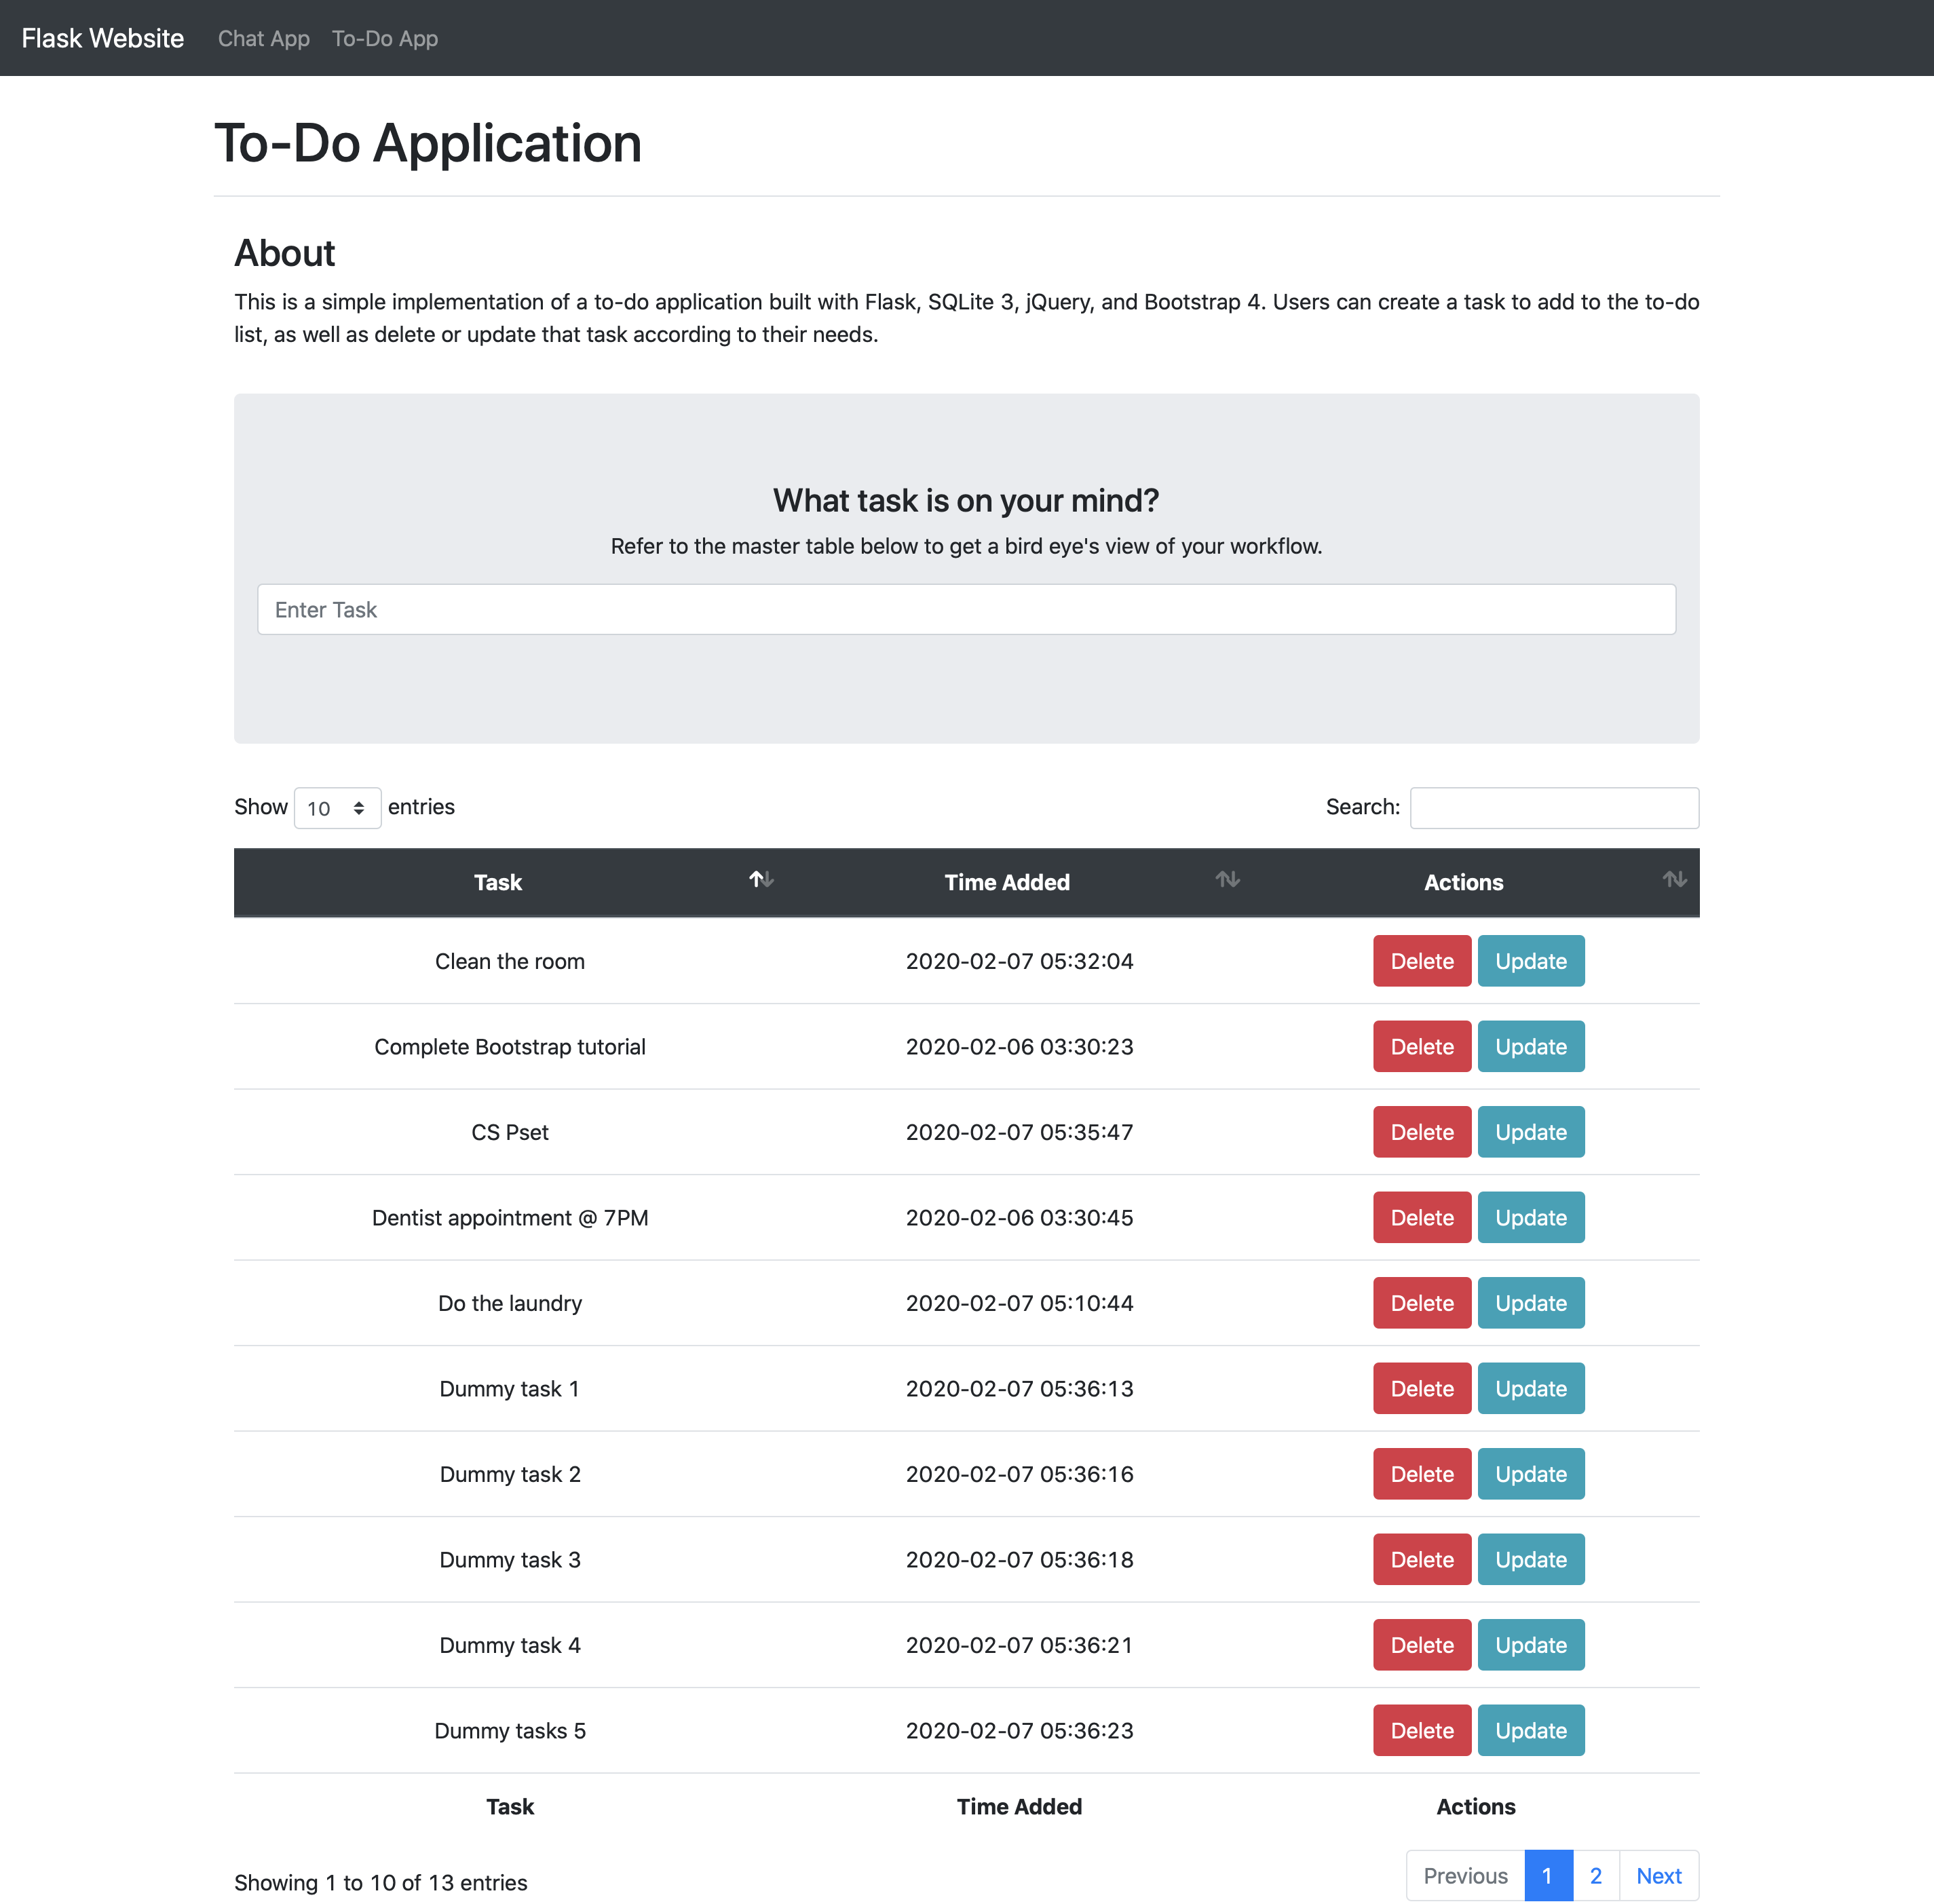 Flask Website Chat App To-Do App
To-Do Application
About
This is a simple implementation of a to-do application built with Flask, SQLite 3, jQuery, and Bootstrap 4. Users can create a task to add to the to-do
list, as well as delete or update that task according to their needs.
What task is on your mind?
Refer to the master table below to get a bird eye's view of your workflow.
Enter Task
Show 10 entries Search:
Task Time Added Actions
Clean the room 2020-02-07 05:32:04 Delete Update
Complete Bootstrap tutorial 2020-02-06 03:30:23 Delete Update
CS Pset 2020-02-07 05:35:47 Delete Update
Dentist appointment @ 7PM 2020-02-06 03:30:45 Delete Update
Do the laundry 2020-02-07 05:10:44 Delete Update
Dummy task 1 2020-02-07 05:36:13 Delete Update
Dummy task 2 2020-02-07 05:36:16 Delete Update
Dummy task 3 2020-02-07 05:36:18 Delete Update
Dummy task 4 2020-02-07 05:36:21 Delete Update
Dummy tasks 5 2020-02-07 05:36:23 Delete Update
Task Time Added Actions
Showing 1 to 10 of 13 entries Previous 1 2 Next